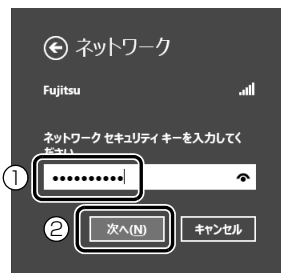 ネットワーク
Fujitsu
ネットワーク セキュリティ キーを入力してく
ださい
①
••••••••••
②
次へ(N)
キャンセル